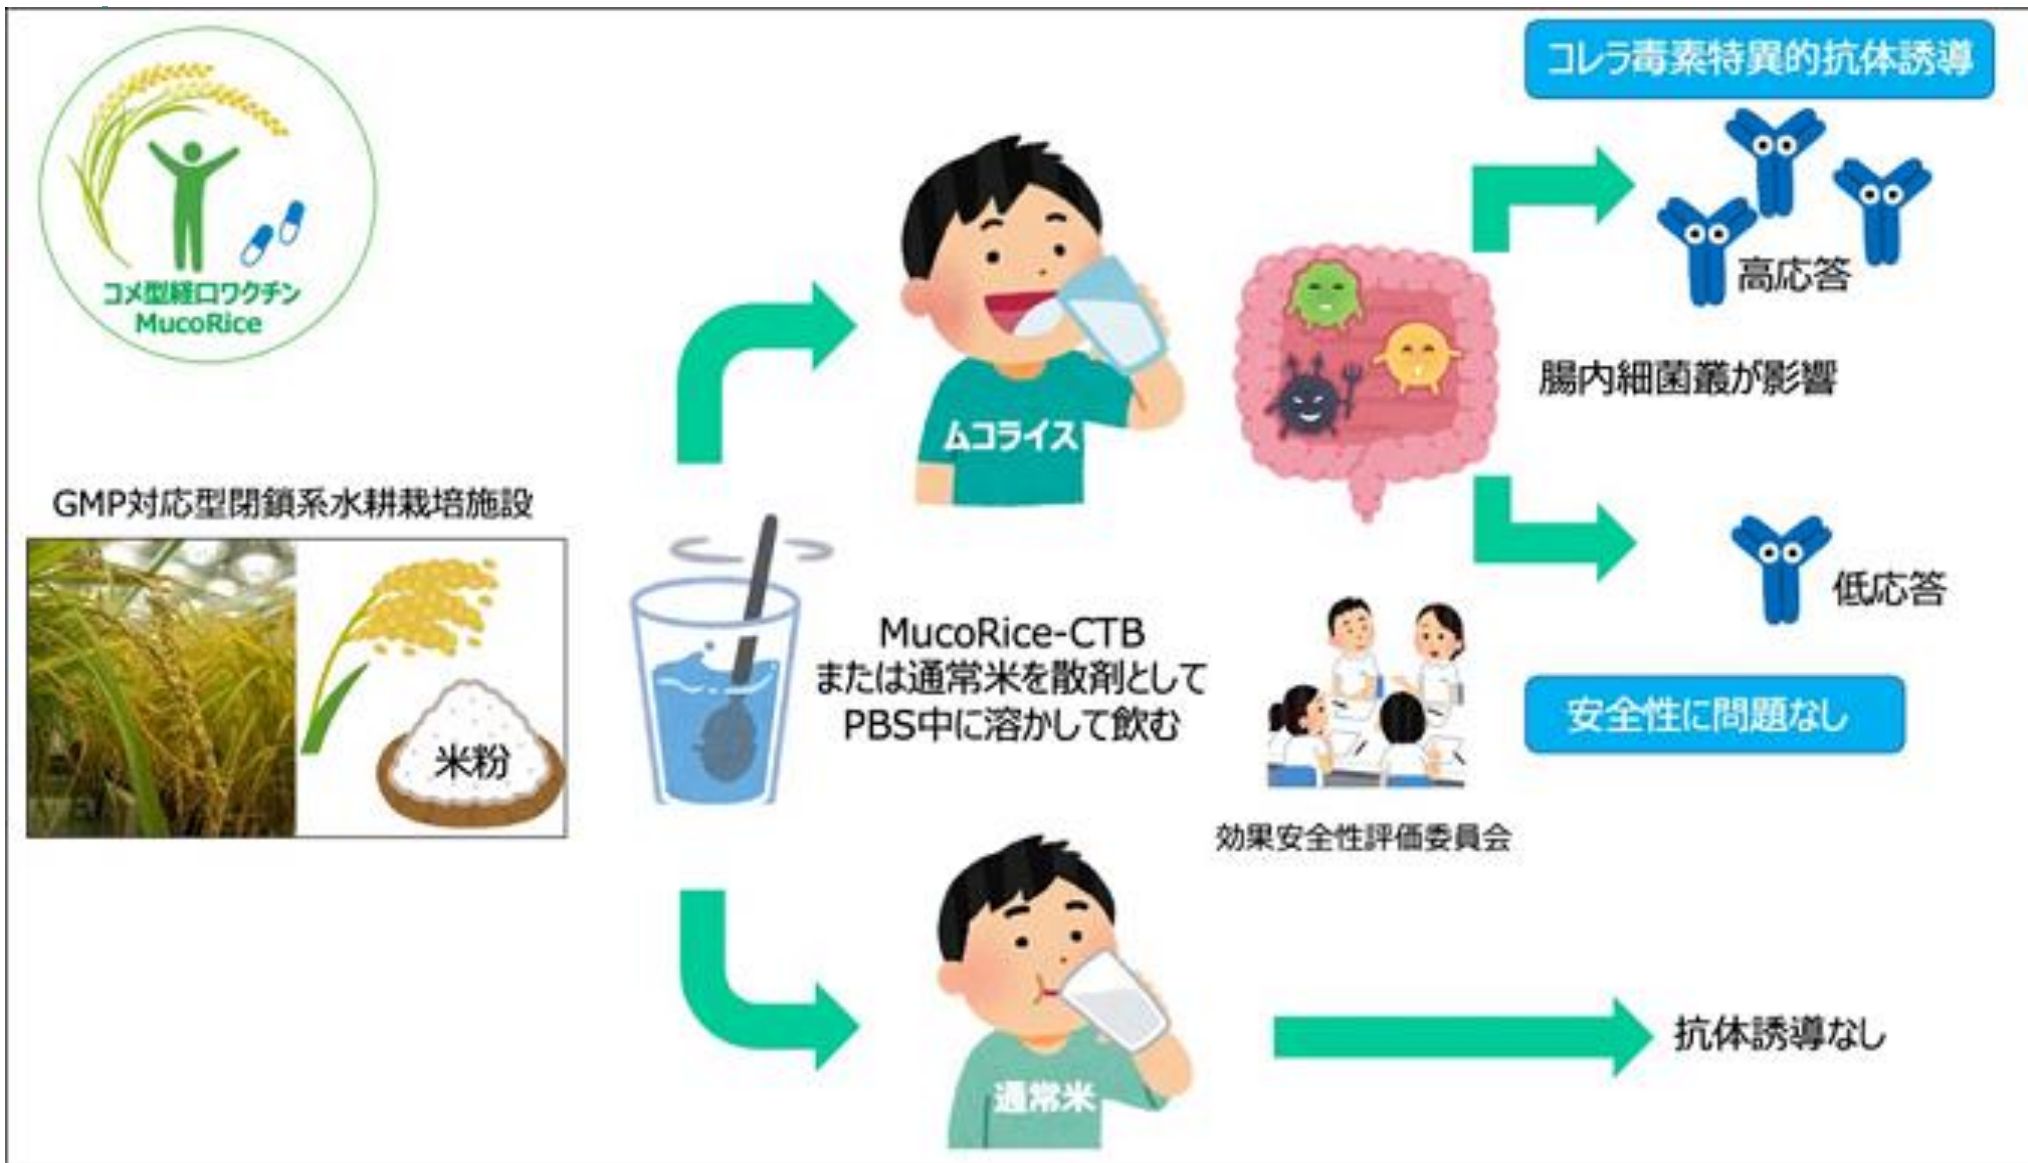 コメ型経口ワクチン
MucoRice
GMP対応型閉鎖系水耕栽培施設
米粉
MucoRice-CTB
または通常米を散剤として
PBS中に溶かして飲む
ムコライス
コレラ毒素特異的抗体誘導
高応答
腸内細菌叢が影響
低応答
効果安全性評価委員会
安全性に問題なし
通常米
抗体誘導なし